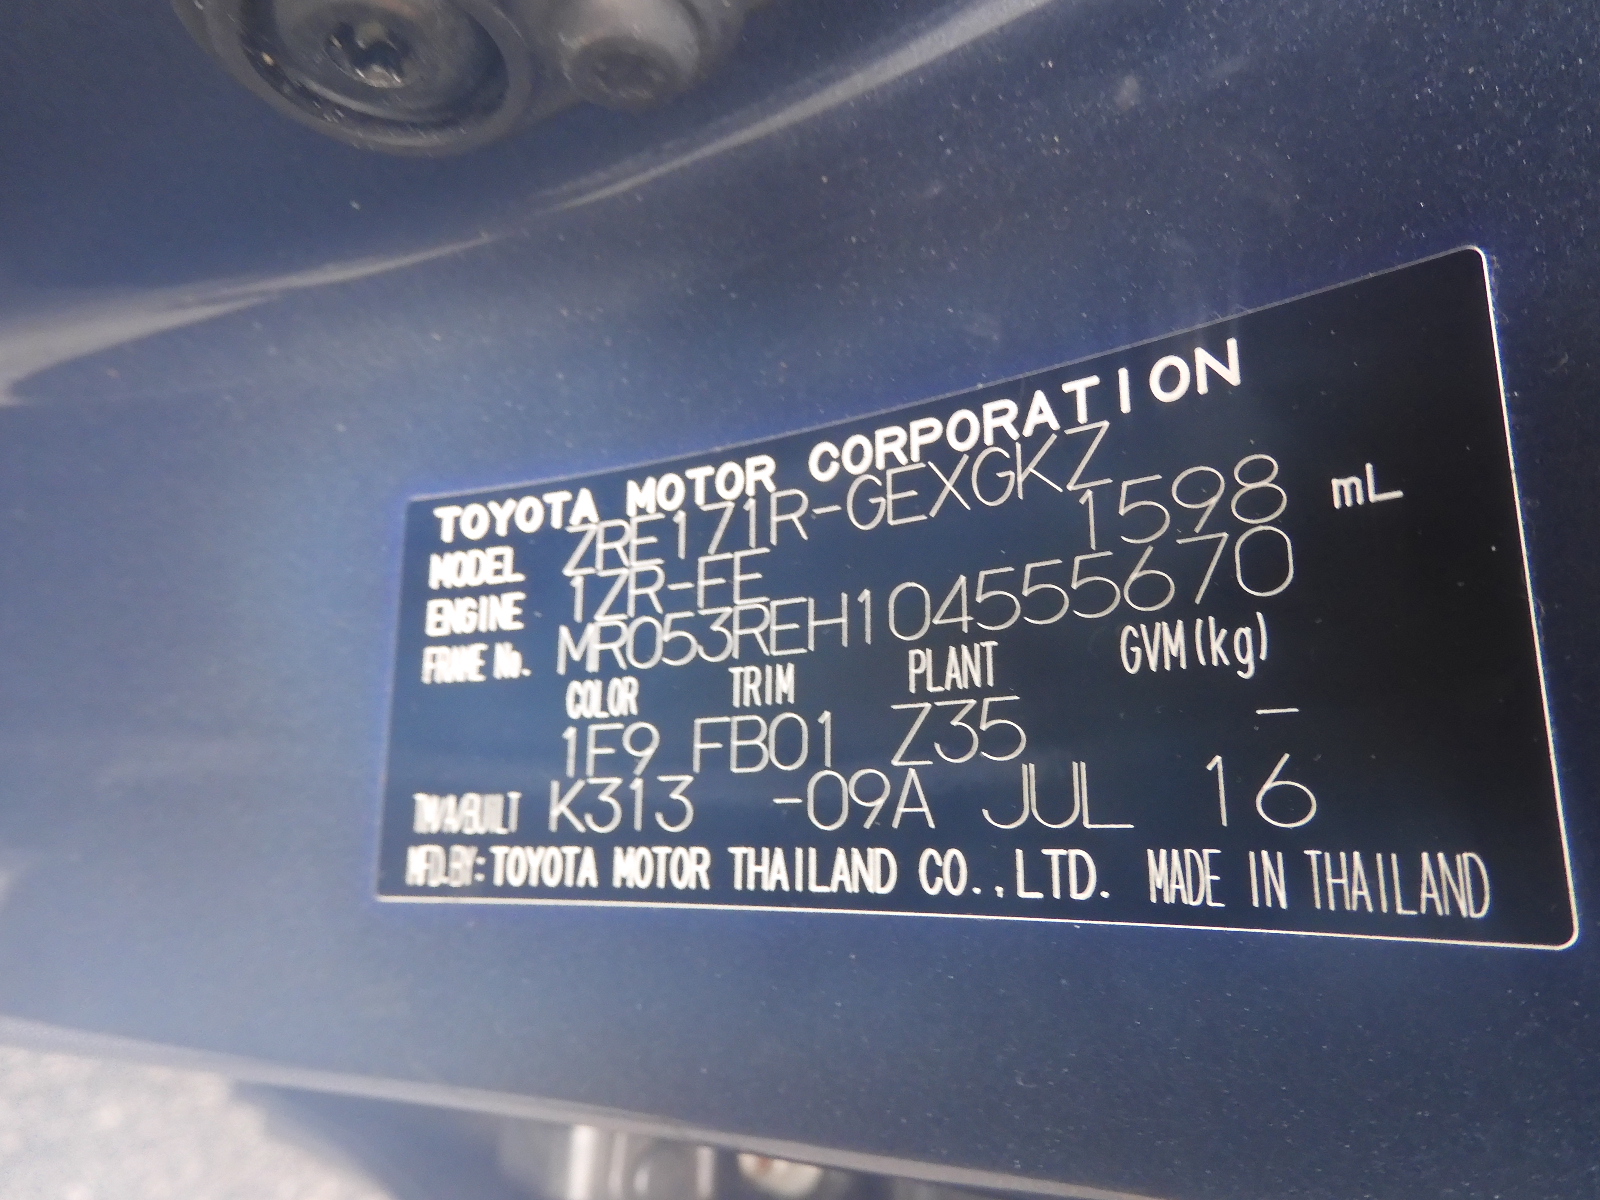 TOYOTA MOTOR CORPORATION
MODEL ZRE171R-GEXGKZ
ENGINE 1ZR-FE 1598 mL
FRAME No. MR053REH104555670
COLOR TRIM PLANT GVM(kg)
1F9 FB01 Z35 -
TM/A/BUILT K313 -09A JUL 16
MFD.BY: TOYOTA MOTOR THAILAND CO.,LTD. MADE IN THAILAND